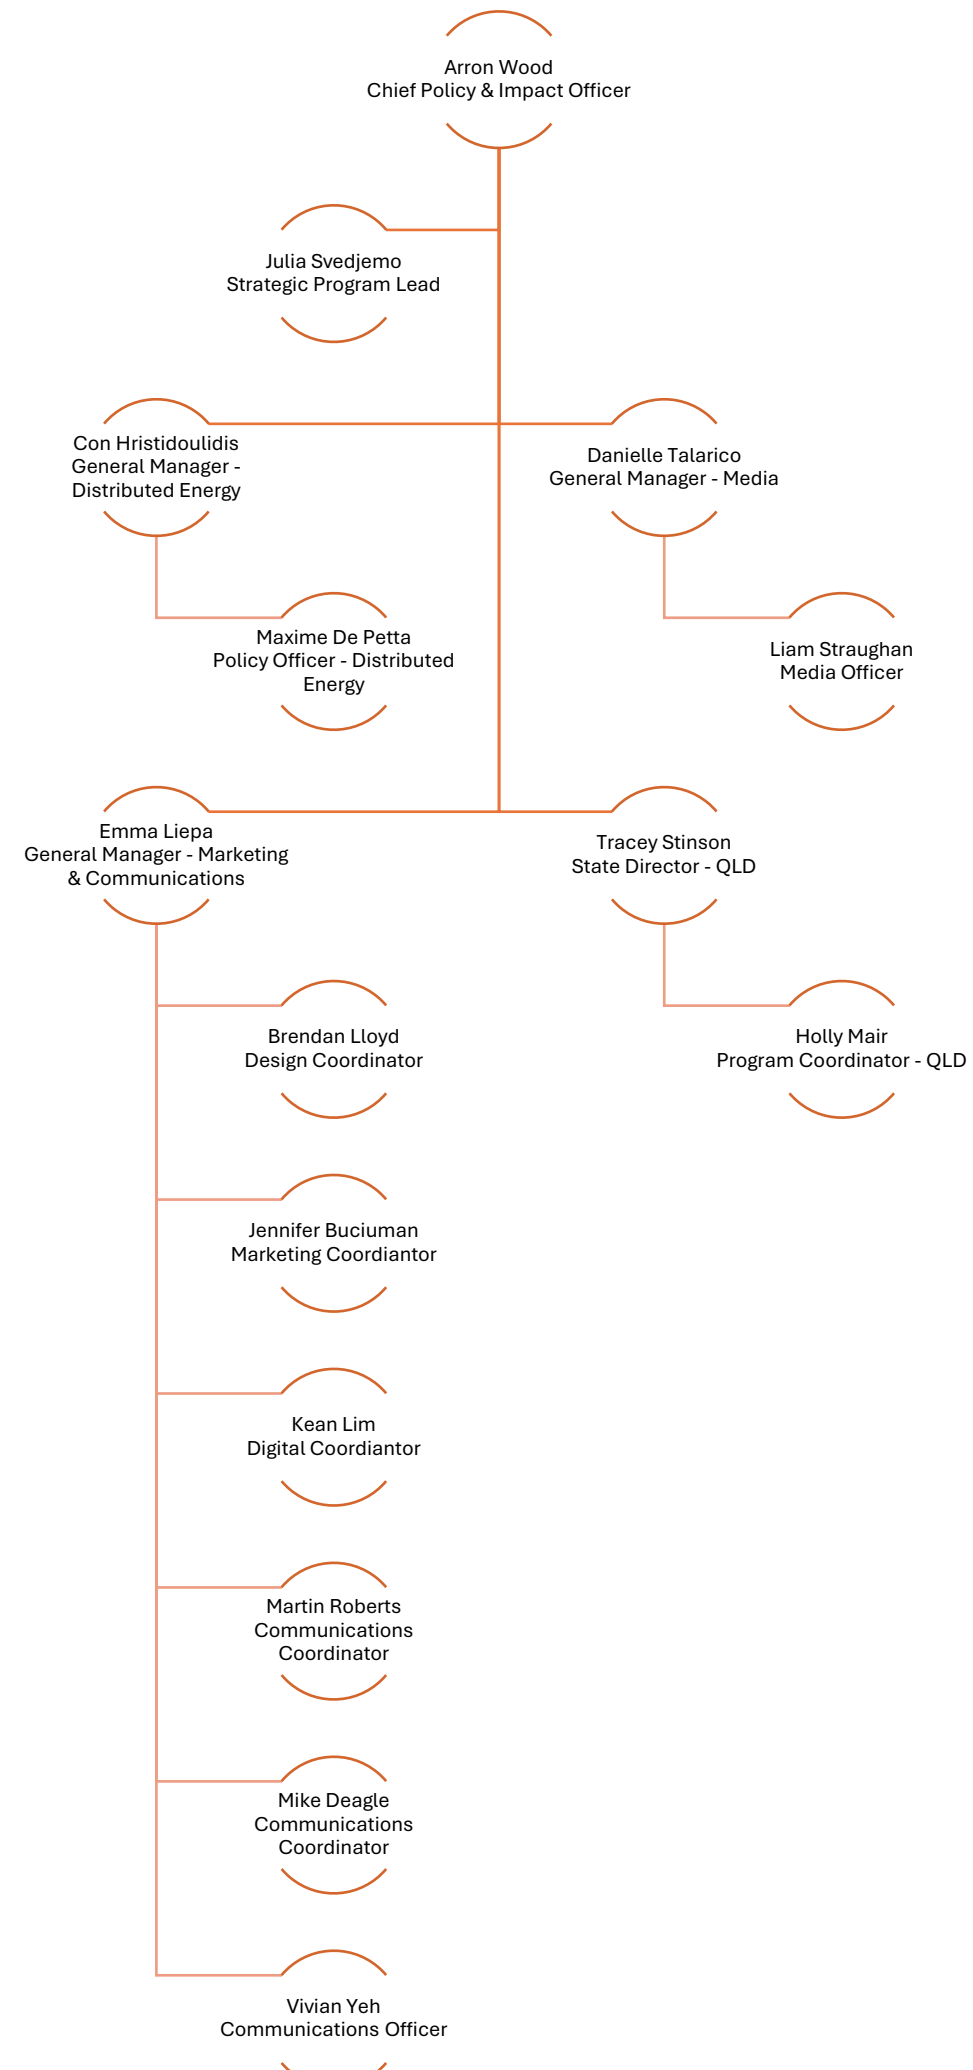 Arron Wood
Chief Policy & Impact Officer
Julia Svedjemo
Strategic Program Lead
Con Hristidoulidis
General Manager -
Distributed Energy
Danielle Talarico
General Manager - Media
Maxime De Petta
Policy Officer - Distributed
Energy
Liam Straughan
Media Officer
Emma Liepa
General Manager - Marketing
& Communications
Tracey Stinson
State Director - QLD
Brendan Lloyd
Design Coordinator
Holly Mair
Program Coordinator - QLD
Jennifer Buciuman
Marketing Coordiantor
Kean Lim
Digital Coordiantor
Martin Roberts
Communications
Coordinator
Mike Deagle
Communications
Coordinator
Vivian Yeh
Communications Officer